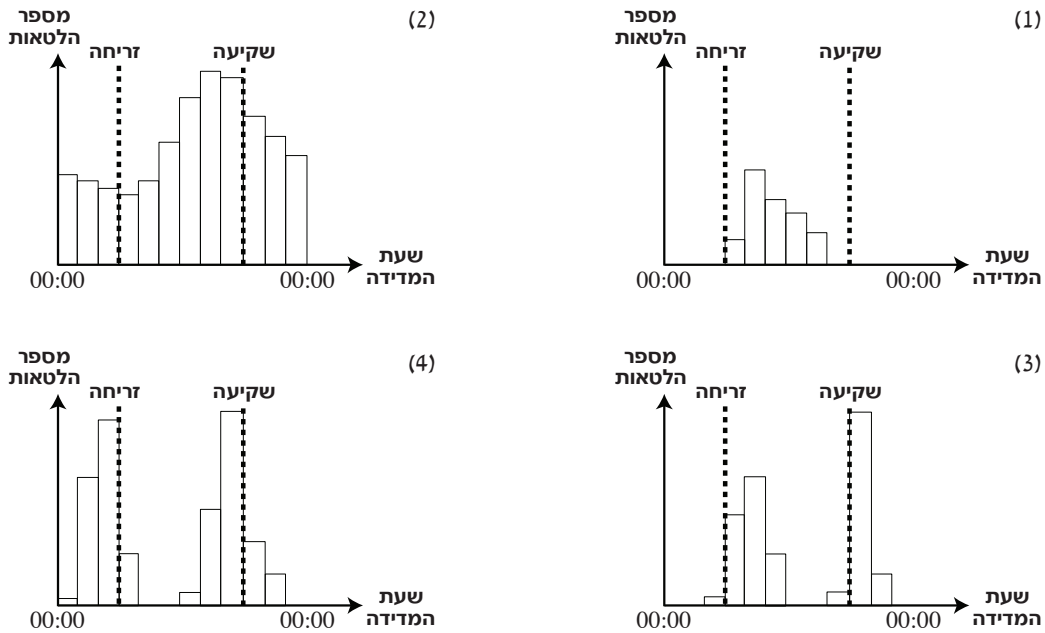 (1)
מספר
הלטאות
זריחה
שקיעה
00:00
00:00
שעת
המדידה
(2)
מספר
הלטאות
זריחה
שקיעה
00:00
00:00
שעת
המדידה
(3)
מספר
הלטאות
זריחה
שקיעה
00:00
00:00
שעת
המדידה
(4)
מספר
הלטאות
זריחה
שקיעה
00:00
00:00
שעת
המדידה